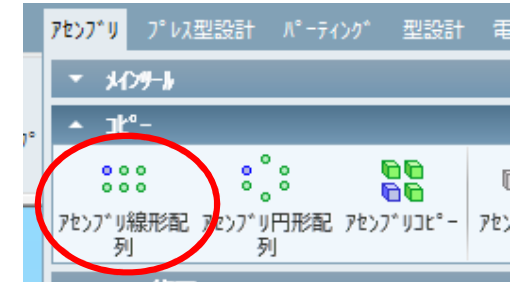 アセンブリ プレス型設計 パーティング 型設計 電
メインツール
コピー
アセンブリ線形配列 アセンブリ円形配列 アセンブリコピー アセン